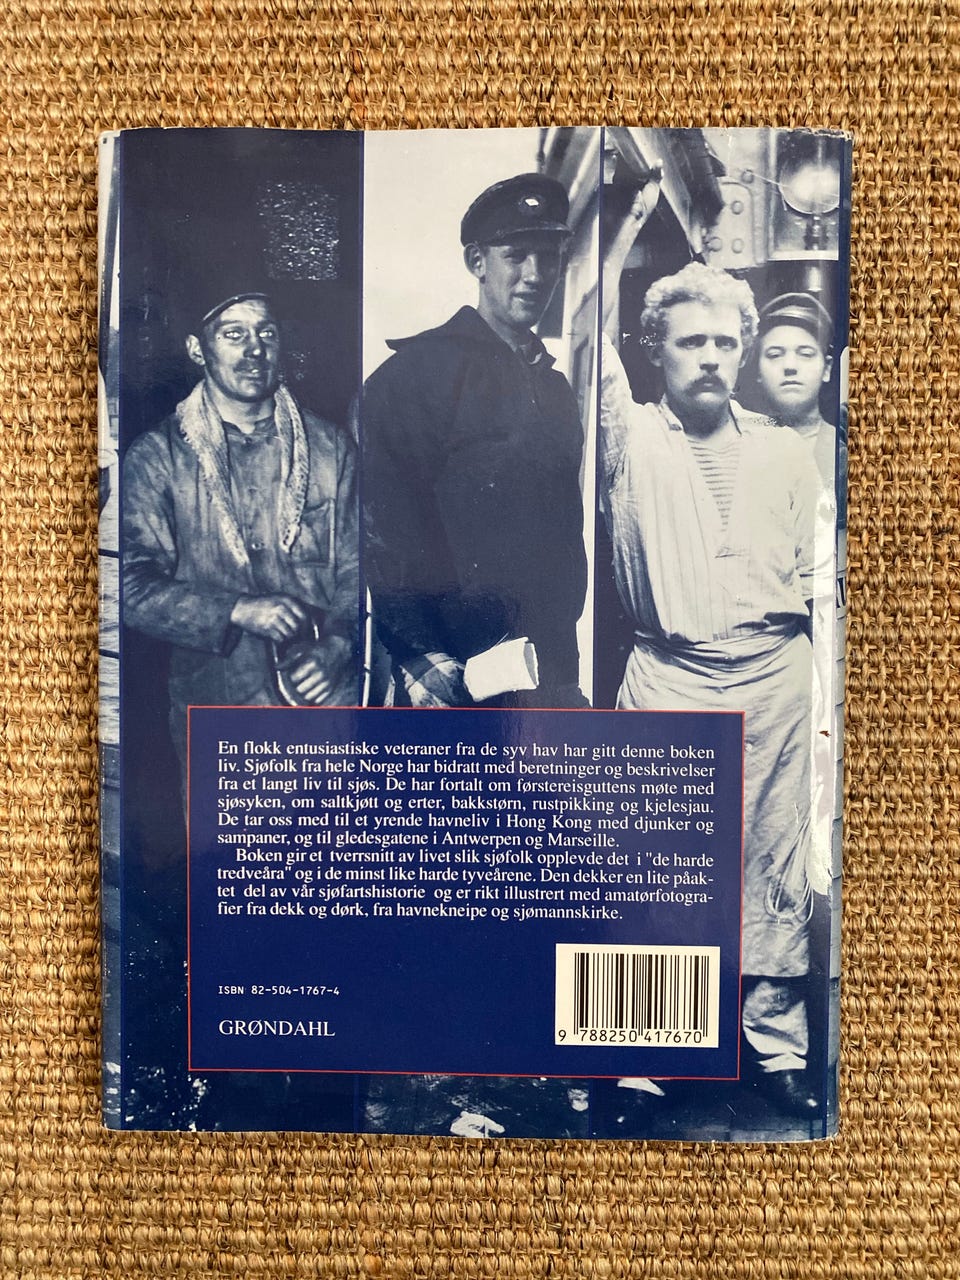 En flokk entusiastiske veteraner fra de syv hav har gitt denne boken
liv. Sjøfolk fra hele Norge har bidratt med beretninger og beskrivelser
fra et langt liv til sjøs. De har fortalt om førstereisguttens møte med
sjøsyken, om saltkjøtt og erter, bakkstørn, rustpikking og kjelesjau.
De tar oss med til et yrende havneliv i Hong Kong med djunker og
sampaner, og til gledesgatene i Antwerpen og Marseille.
Boken gir et tverrsnitt av livet slik sjøfolk opplevde det i "de harde
tredveåra" og i de minst like harde tyveårene. Den dekker en lite påak-
tet del av vår sjøfartshistorie og er rikt illustrert med amatørfotogra-
fier fra dekk og dørk, fra havnekneipe og sjømannskirke.
ISBN 82-504-1767-4
GRØNDAHL
9 788250 417670